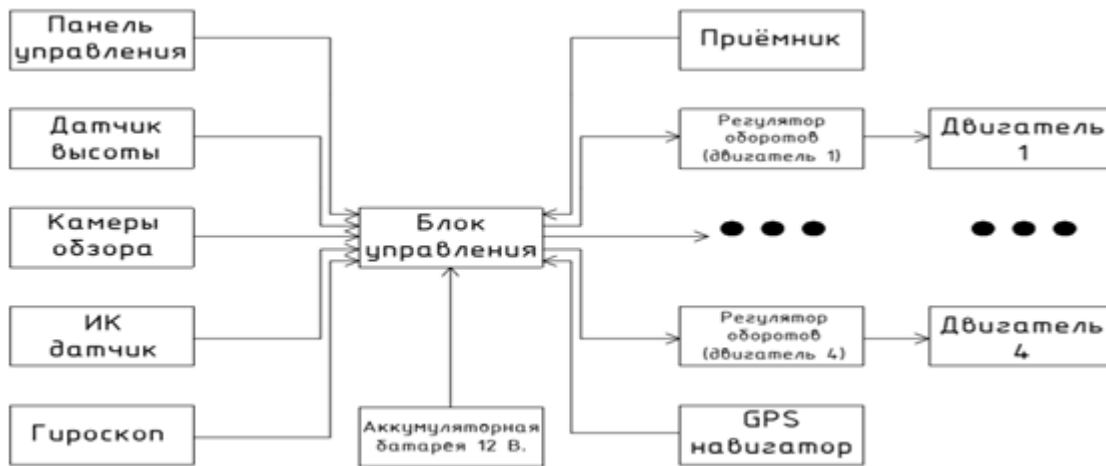 Панель
управления
Датчик
высоты
Камеры
обзора
ИК
датчик
Гироскоп
Блок
управления
Аккумуляторная
батарея 12 В.
Приёмник
Регулятор
оборотов
(двигатель 1)
Двигатель
1
Регулятор
оборотов
(двигатель 4)
Двигатель
4
GPS
навигатор